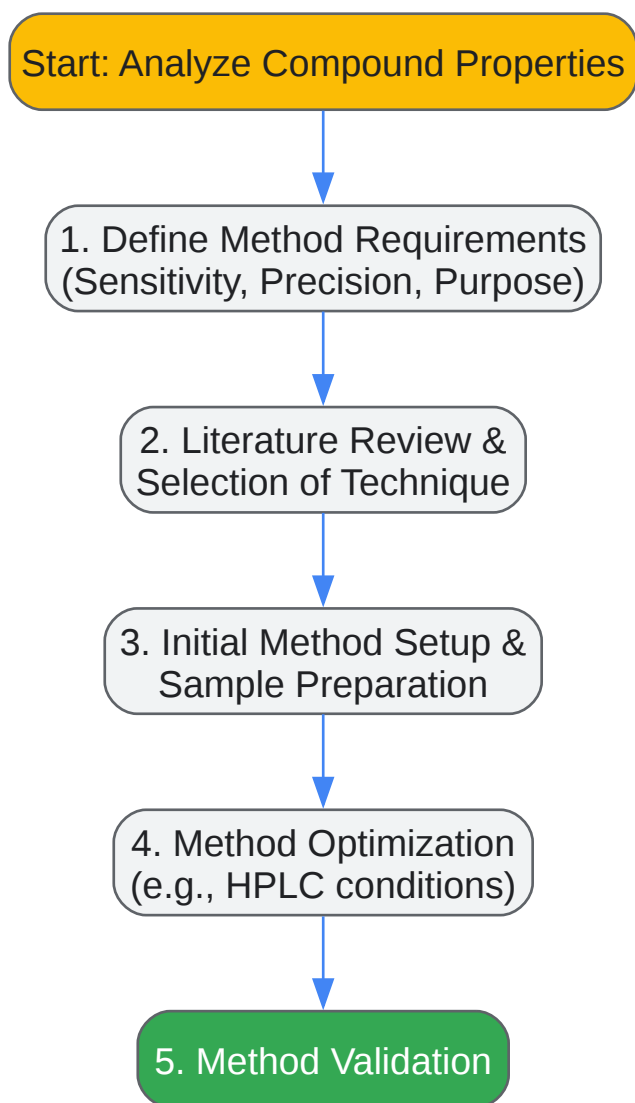 Start: Analyze Compound Properties
1. Define Method Requirements
(Sensitivity, Precision, Purpose)
2. Literature Review &
Selection of Technique
3. Initial Method Setup &
Sample Preparation
4. Method Optimization
(e.g., HPLC conditions)
5. Method Validation